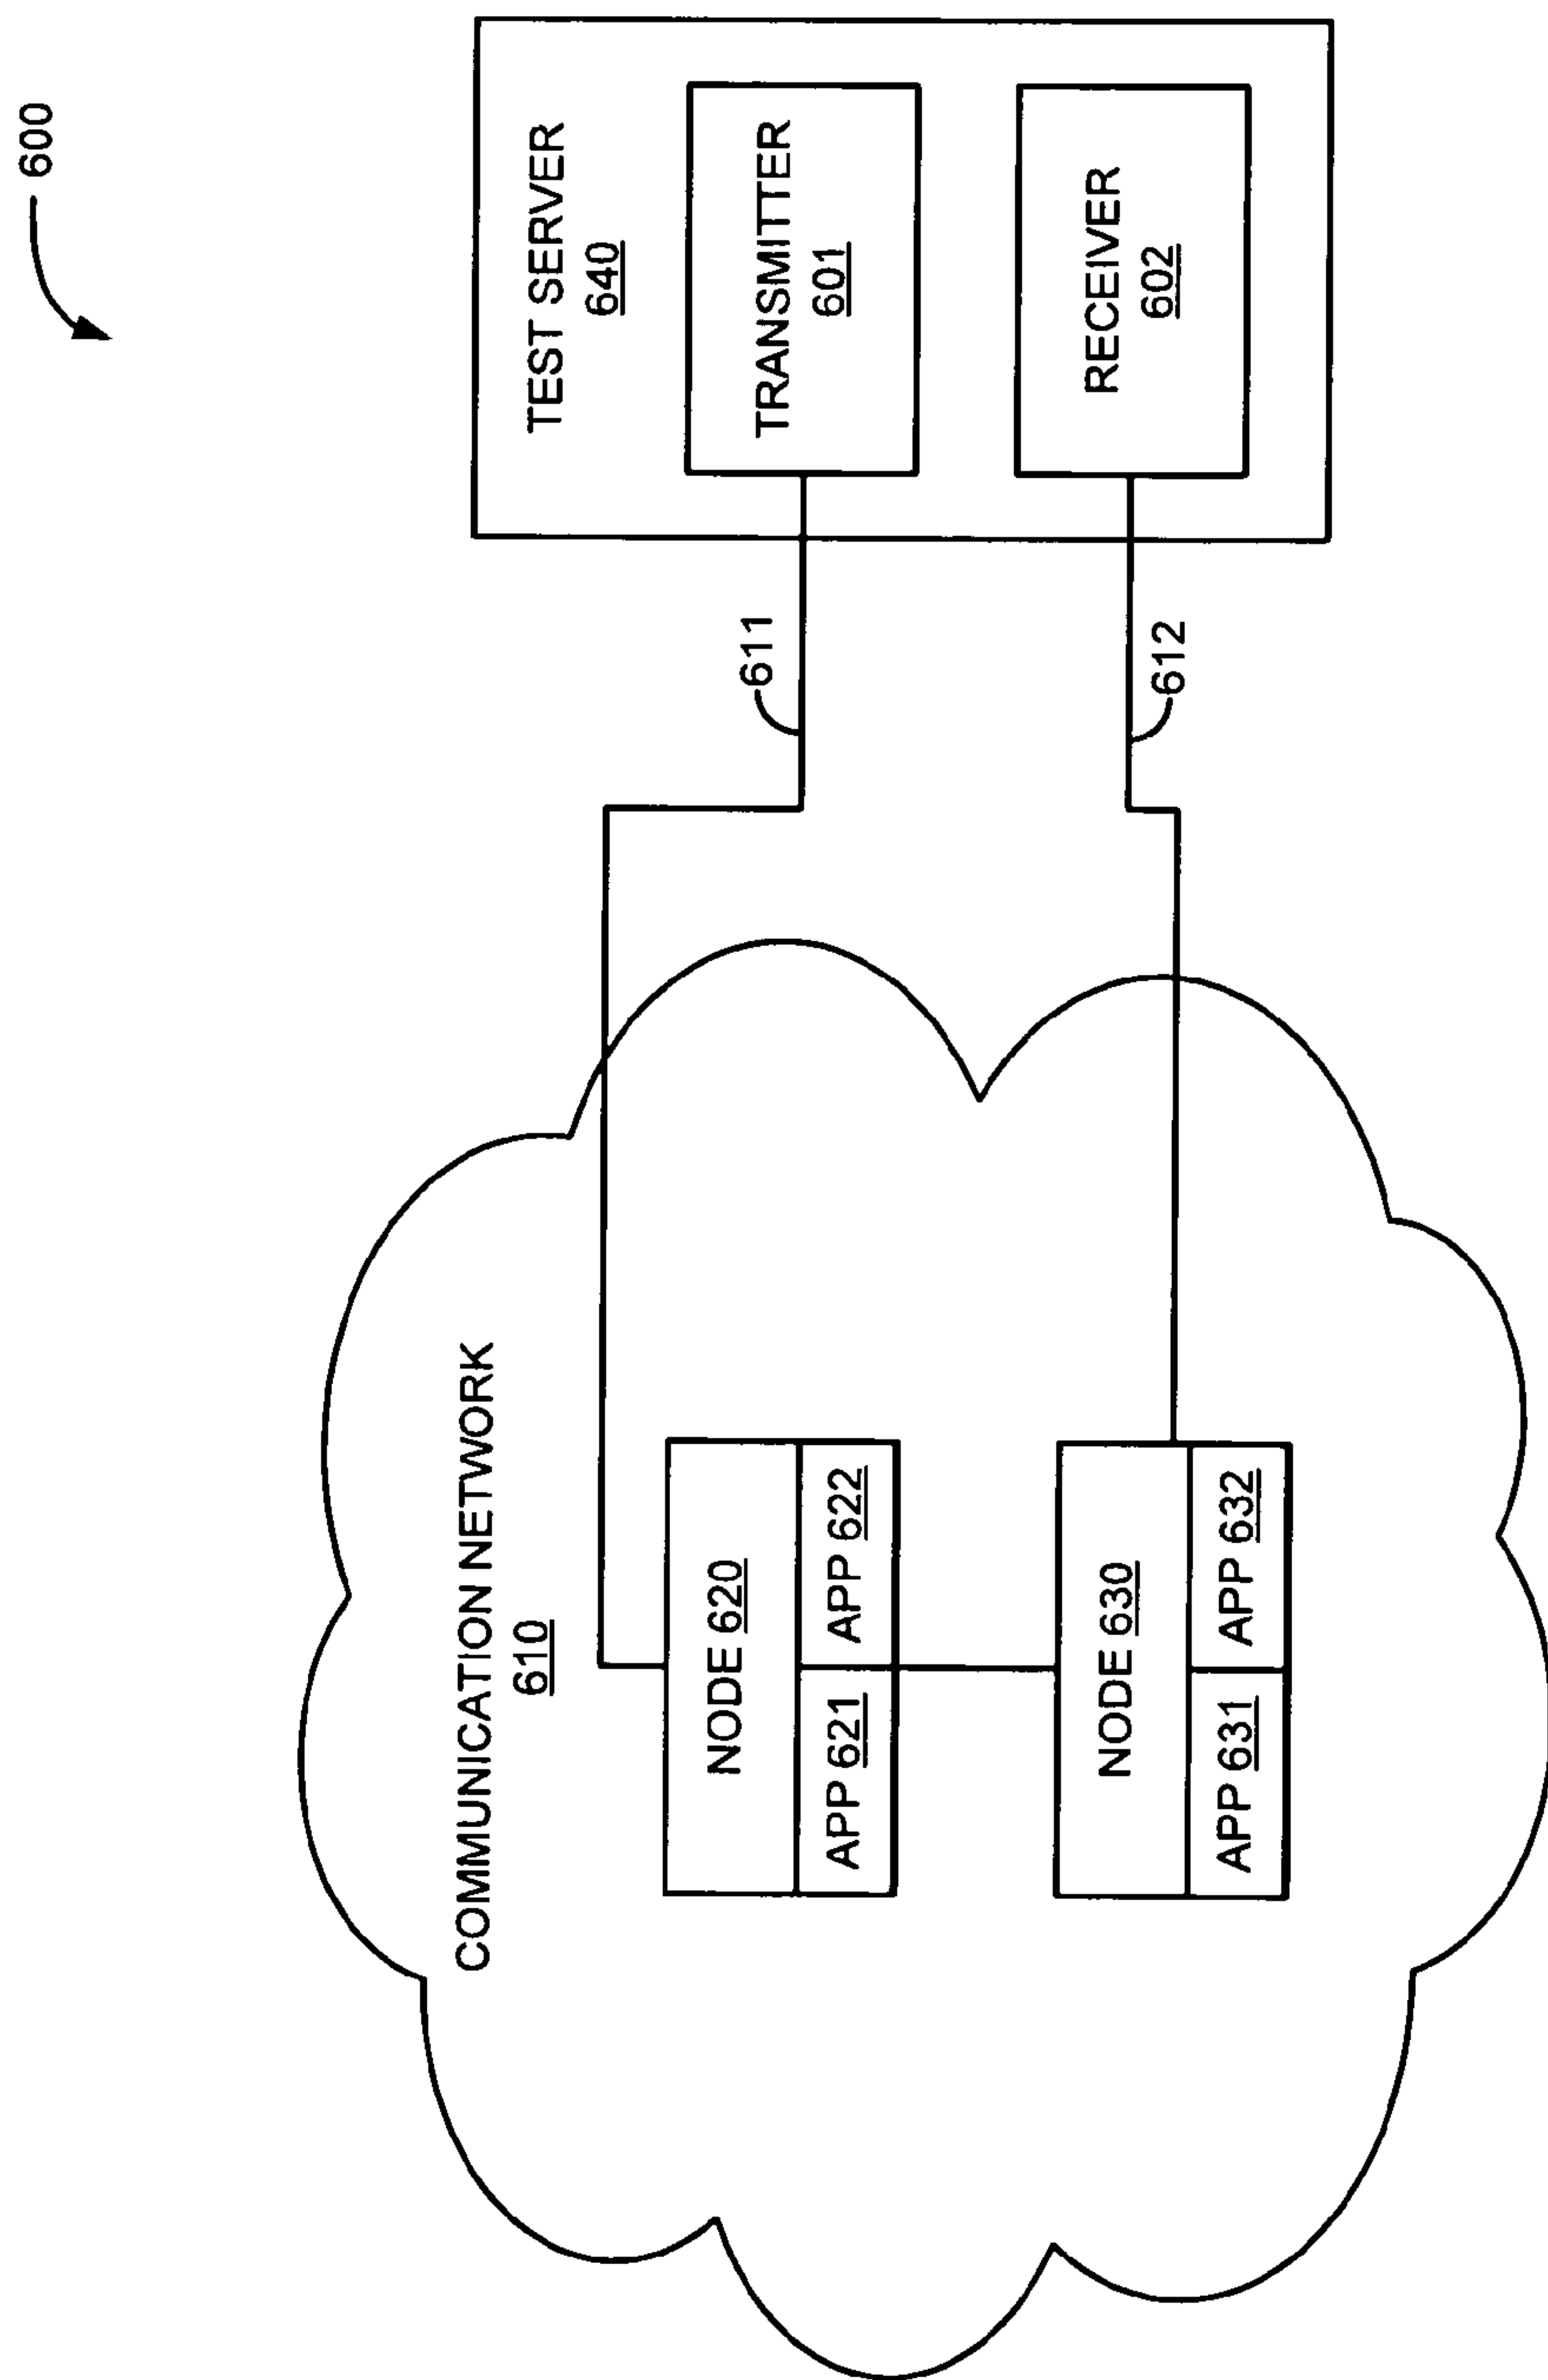 600
COMMUNICATION NETWORK
610
NODE 620
APP 621
APP 622
NODE 630
APP 631
APP 632
611
612
TEST SERVER
640
TRANSMITTER
601
RECEIVER
602